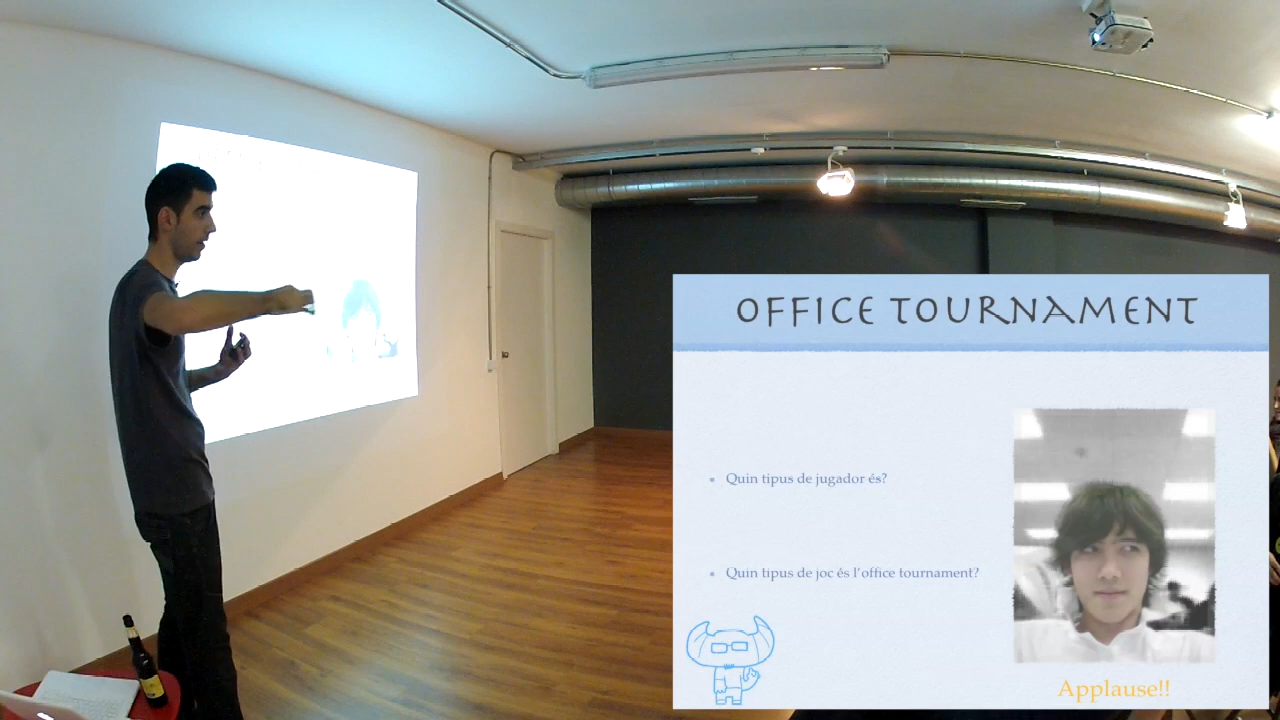 OFFICE TOURNAMENT
Quin tipus de jugador és?
Quin tipus de joc és l'office tournament?
Applause!!